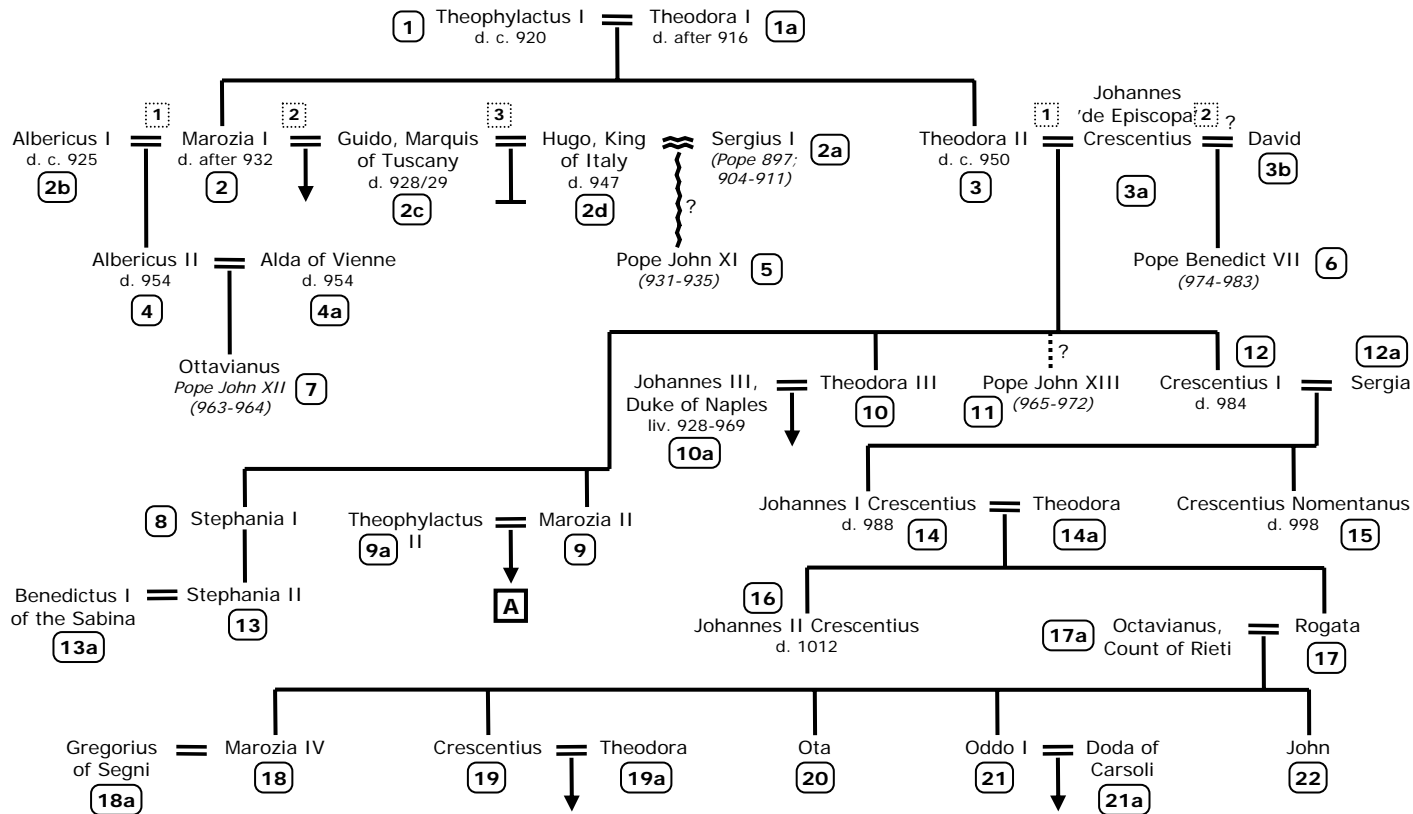 1
Theophylactus I
d. c. 920
Theodora I
d. after 916
1a
1
2
3
1
2
?
Albericus I
d. c. 925
2b
Marozia I
d. after 932
2
Guido, Marquis
of Tuscany
d. 928/29
2c
Hugo, King
of Italy
d. 947
2d
Sergius I
(Pope 897;
904-911)
2a
Theodora II
d. c. 950
3
Johannes
'de Episcopa'
Crescentius
3a
David
3b
?
Albericus II
d. 954
4
Alda of Vienne
d. 954
4a
Pope John XI
(931-935)
5
Pope Benedict VII
(974-983)
6
Ottavianus
Pope John XII
(963-964)
7
Johannes III,
Duke of Naples
liv. 928-969
10a
Theodora III
10
?
Pope John XIII
(965-972)
11
12
Crescentius I
d. 984
12a
Sergia
8
Stephania I
Theophylactus
II
9a
Marozia II
9
Johannes I Crescentius
d. 988
14
Theodora
14a
Crescentius Nomentanus
d. 998
15
Benedictus I
of the Sabina
13a
Stephania II
13
A
16
Johannes II Crescentius
d. 1012
17a
Octavianus,
Count of Rieti
Rogata
17
Gregorius
of Segni
18a
Marozia IV
18
Crescentius
19
Theodora
19a
Ota
20
Oddo I
21
Doda of
Carsoli
21a
John
22